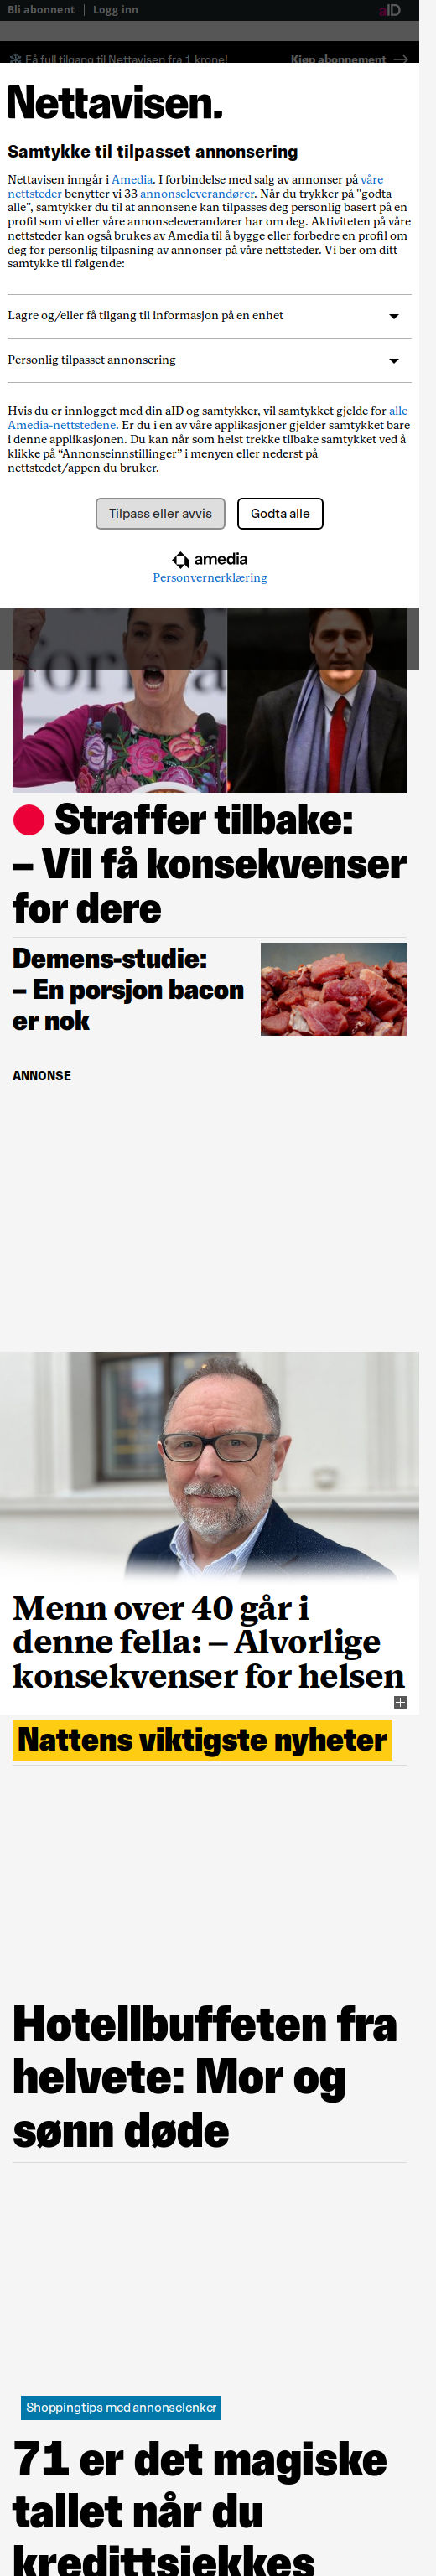 Bli abonnent | Logg inn aID
Få full tilgang til Nettavisen fra 1 krone! Kjøp abonnement →
Nettavisen.
Samtykke til tilpasset annonsering
Nettavisen inngår i Amedia. I forbindelse med salg av annonser på våre
nettsteder benytter vi 33 annonseleverandører. Når du trykker på "godta
alle", samtykker du til at annonsene kan tilpasses deg personlig basert på en
profil som vi eller våre annonseleverandører har om deg. Aktiviteten på våre
nettsteder kan også brukes av Amedia til å bygge eller forbedre en profil om
deg for personlig tilpasning av annonser på våre nettsteder. Vi ber om ditt
samtykke til følgende:
Lagre og/eller få tilgang til informasjon på en enhet
Personlig tilpasset annonsering
Hvis du er innlogget med din aID og samtykker, vil samtykket gjelde for alle
Amedia-nettstedene. Er du i en av våre applikasjoner gjelder samtykket bare
i denne applikasjonen. Du kan når som helst trekke tilbake samtykket ved å
klikke på “Annonseinnstillinger” i menyen eller nederst på
nettstedet/appen du bruker.
Tilpass eller avvis Godta alle
amedia
Personvernerklæring
Straffer tilbake:
– Vil få konsekvenser
for dere
Demens-studie:
– En porsjon bacon
er nok
ANNONSE
Menn over 40 går i
denne fella: – Alvorlige
konsekvenser for helsen
Nattens viktigste nyheter
Hotellbuffeten fra
helvete: Mor og
sønn døde
Shoppingtips med annonselenker
71 er det magiske
tallet når du
kredittsjekkes